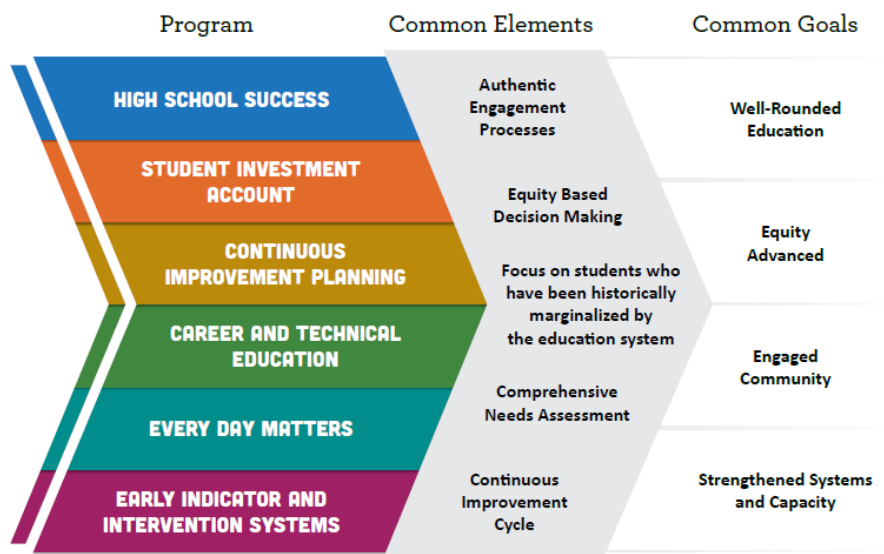 Program
Common Elements
Common Goals
HIGH SCHOOL SUCCESS
STUDENT INVESTMENT
ACCOUNT
CONTINUOUS
IMPROVEMENT PLANNING
CAREER AND TECHNICAL
EDUCATION
EVERY DAY MATTERS
EARLY INDICATOR AND
INTERVENTION SYSTEMS
Authentic
Engagement
Processes
Equity Based
Decision Making
Focus on students who
have been historically
marginalized by
the education system
Comprehensive
Needs Assessment
Continuous
Improvement
Cycle
Well-Rounded
Education
Equity
Advanced
Engaged
Community
Strengthened Systems
and Capacity